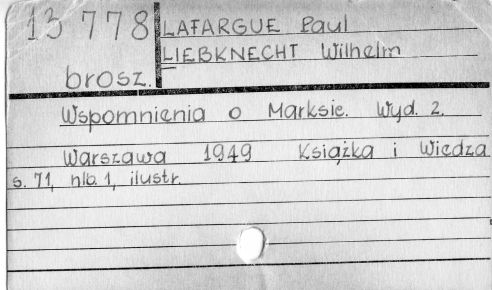 13 778 LAFARGUE Paul
LIEBKNECHT Wilhelm
brosz.
Wspomnienia o Marksie. Wyd. 2.
Warszawa 1949 Książka i Wiedza
s. 71, nlb. 1, ilustr.